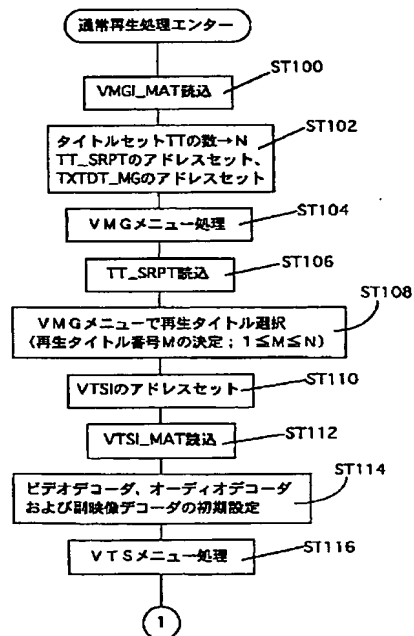 通常再生処理エンター
ST100
VMGI_MAT読込
ST102
タイトルセットTTの数→N
TT_SRPTのアドレスセット、
TXTDT_MGのアドレスセット
ST104
VMGメニュー処理
ST106
TT_SRPT読込
ST108
VMGメニューで再生タイトル選択
(再生タイトル番号Mの決定;1≦M≦N)
ST110
VTSIのアドレスセット
ST112
VTSI_MAT読込
ST114
ビデオデコーダ、オーディオデコーダ
および副映像デコーダの初期設定
ST116
VTSメニュー処理
1